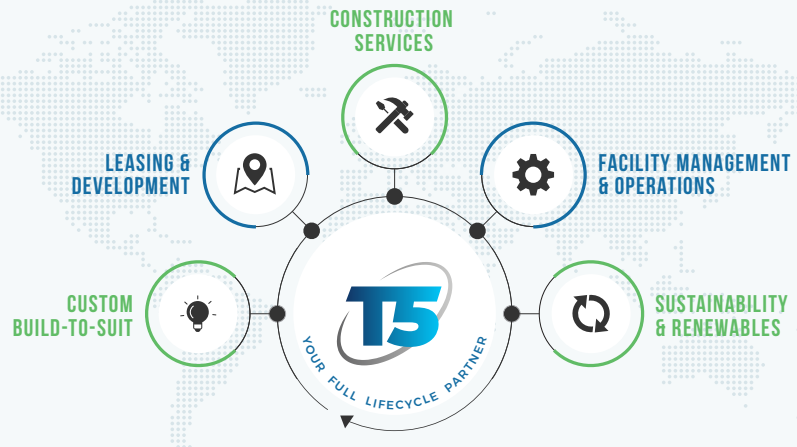 CONSTRUCTION
SERVICES
LEASING &
DEVELOPMENT
FACILITY MANAGEMENT
& OPERATIONS
CUSTOM
BUILD-TO-SUIT
SUSTAINABILITY
& RENEWABLES
T5
YOUR FULL LIFECYCLE PARTNER